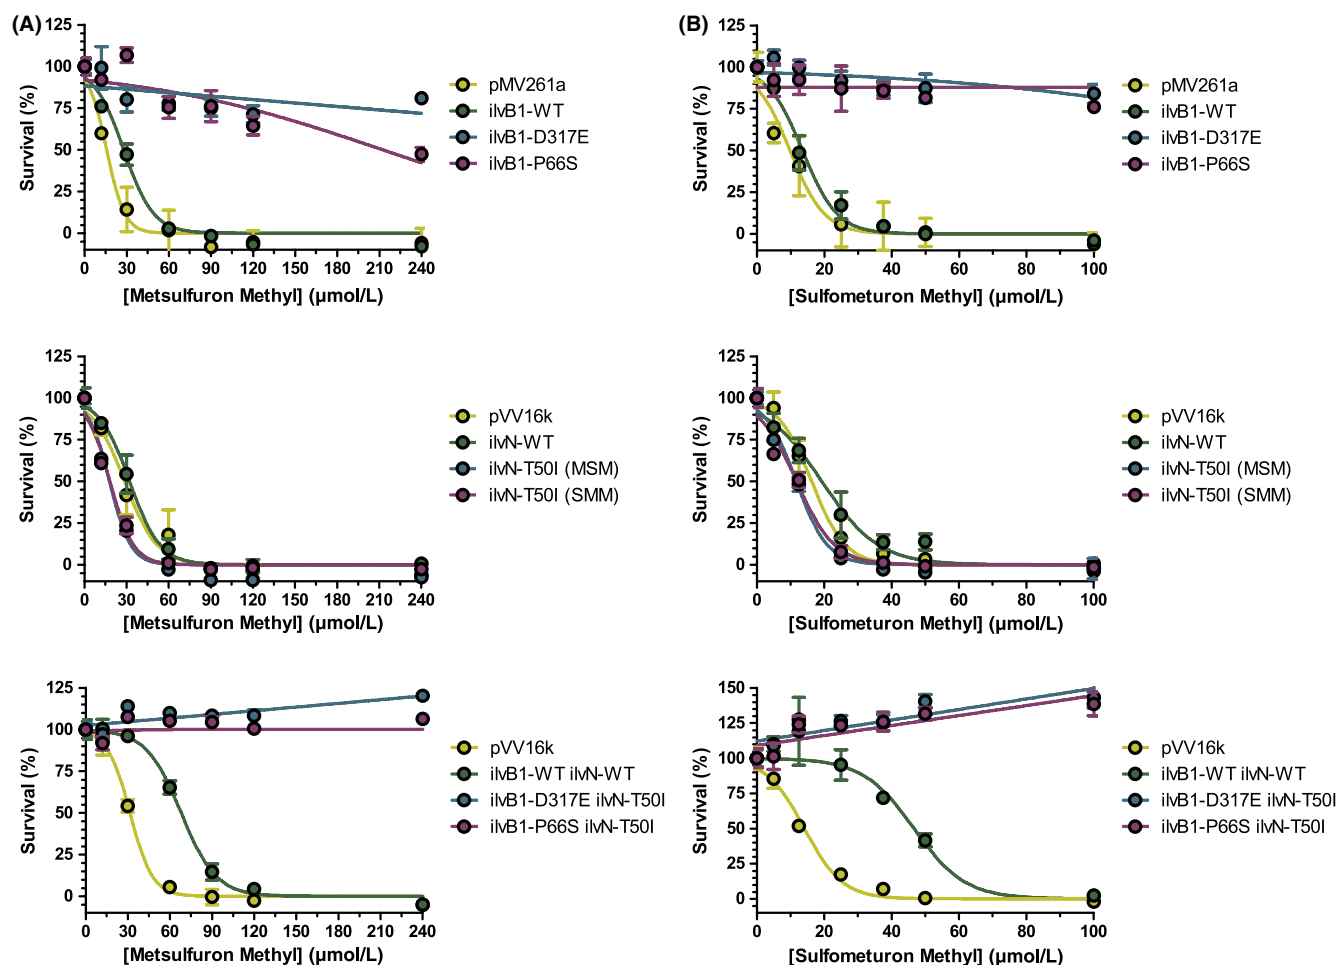 (A)
125
100
75
50
25
0
Survival (%)
0 30 60 90 120 150 180 210 240
[Metsulfuron Methyl] (µmol/L)
pMV261a
ilvB1-WT
ilvB1-D317E
ilvB1-P66S
(B)
125
100
75
50
25
0
Survival (%)
0 20 40 60 80 100
[Sulfometuron Methyl] (µmol/L)
pMV261a
ilvB1-WT
ilvB1-D317E
ilvB1-P66S
125
100
75
50
25
0
Survival (%)
0 30 60 90 120 150 180 210 240
[Metsulfuron Methyl] (µmol/L)
pVV16k
ilvN-WT
ilvN-T50I (MSM)
ilvN-T50I (SMM)
125
100
75
50
25
0
Survival (%)
0 20 40 60 80 100
[Sulfometuron Methyl] (µmol/L)
pVV16k
ilvN-WT
ilvN-T50I (MSM)
ilvN-T50I (SMM)
125
100
75
50
25
0
Survival (%)
0 30 60 90 120 150 180 210 240
[Metsulfuron Methyl] (µmol/L)
pVV16k
ilvB1-WT ilvN-WT
ilvB1-D317E ilvN-T50I
ilvB1-P66S ilvN-T50I
150
125
100
75
50
25
0
Survival (%)
0 20 40 60 80 100
[Sulfometuron Methyl] (µmol/L)
pVV16k
ilvB1-WT ilvN-WT
ilvB1-D317E ilvN-T50I
ilvB1-P66S ilvN-T50I